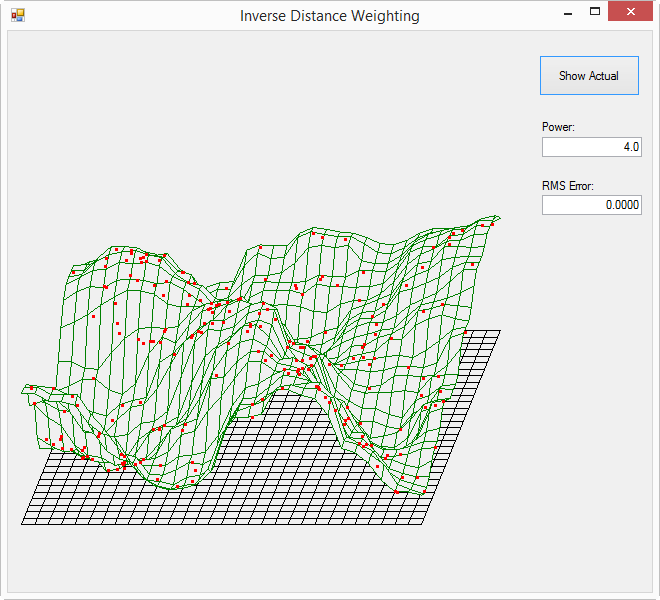 Inverse Distance Weighting
Show Actual
Power:
4.0
RMS Error:
0.0000